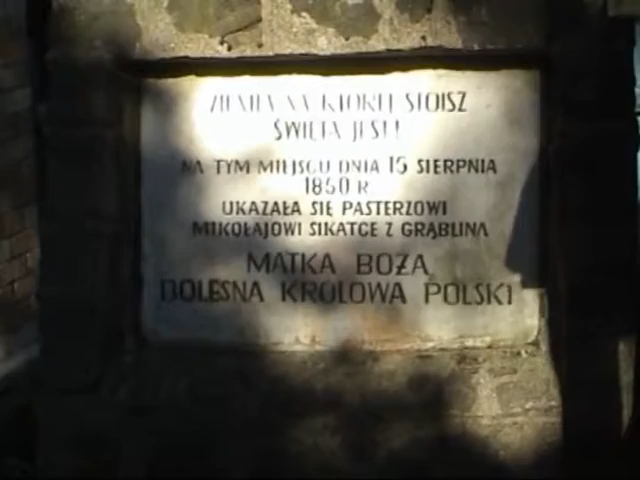 ZIEMIA NA KTÓREJ STOISZ
ŚWIĘTA JEST!
NA TYM MIEJSCU DNIA 15 SIERPNIA
1850 R
UKAZAŁA SIĘ PASTERZOWI
MIKOŁAJOWI SIKATCE Z GRĄBLINA
MATKA BOŻA
BOLESNA KRÓLOWA POLSKI